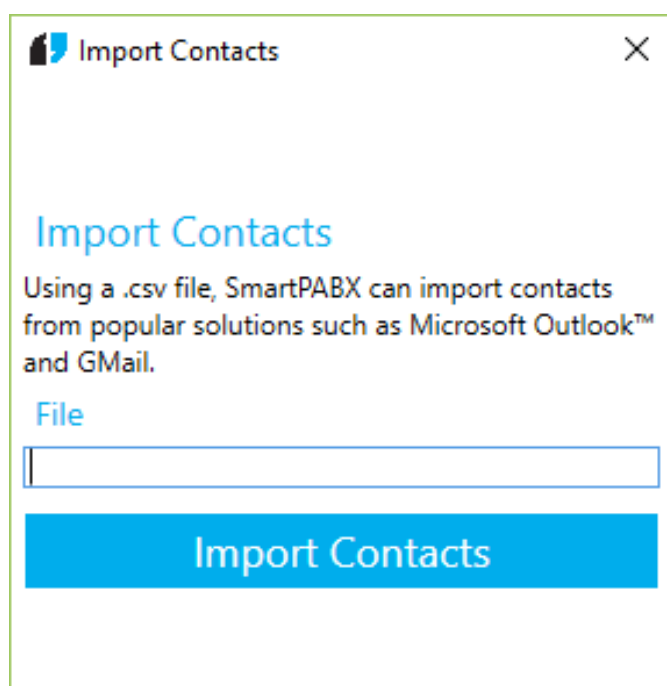 Import Contacts
Import Contacts
Using a .csv file, SmartPABX can import contacts
from popular solutions such as Microsoft Outlook™
and GMail.
File
Import Contacts